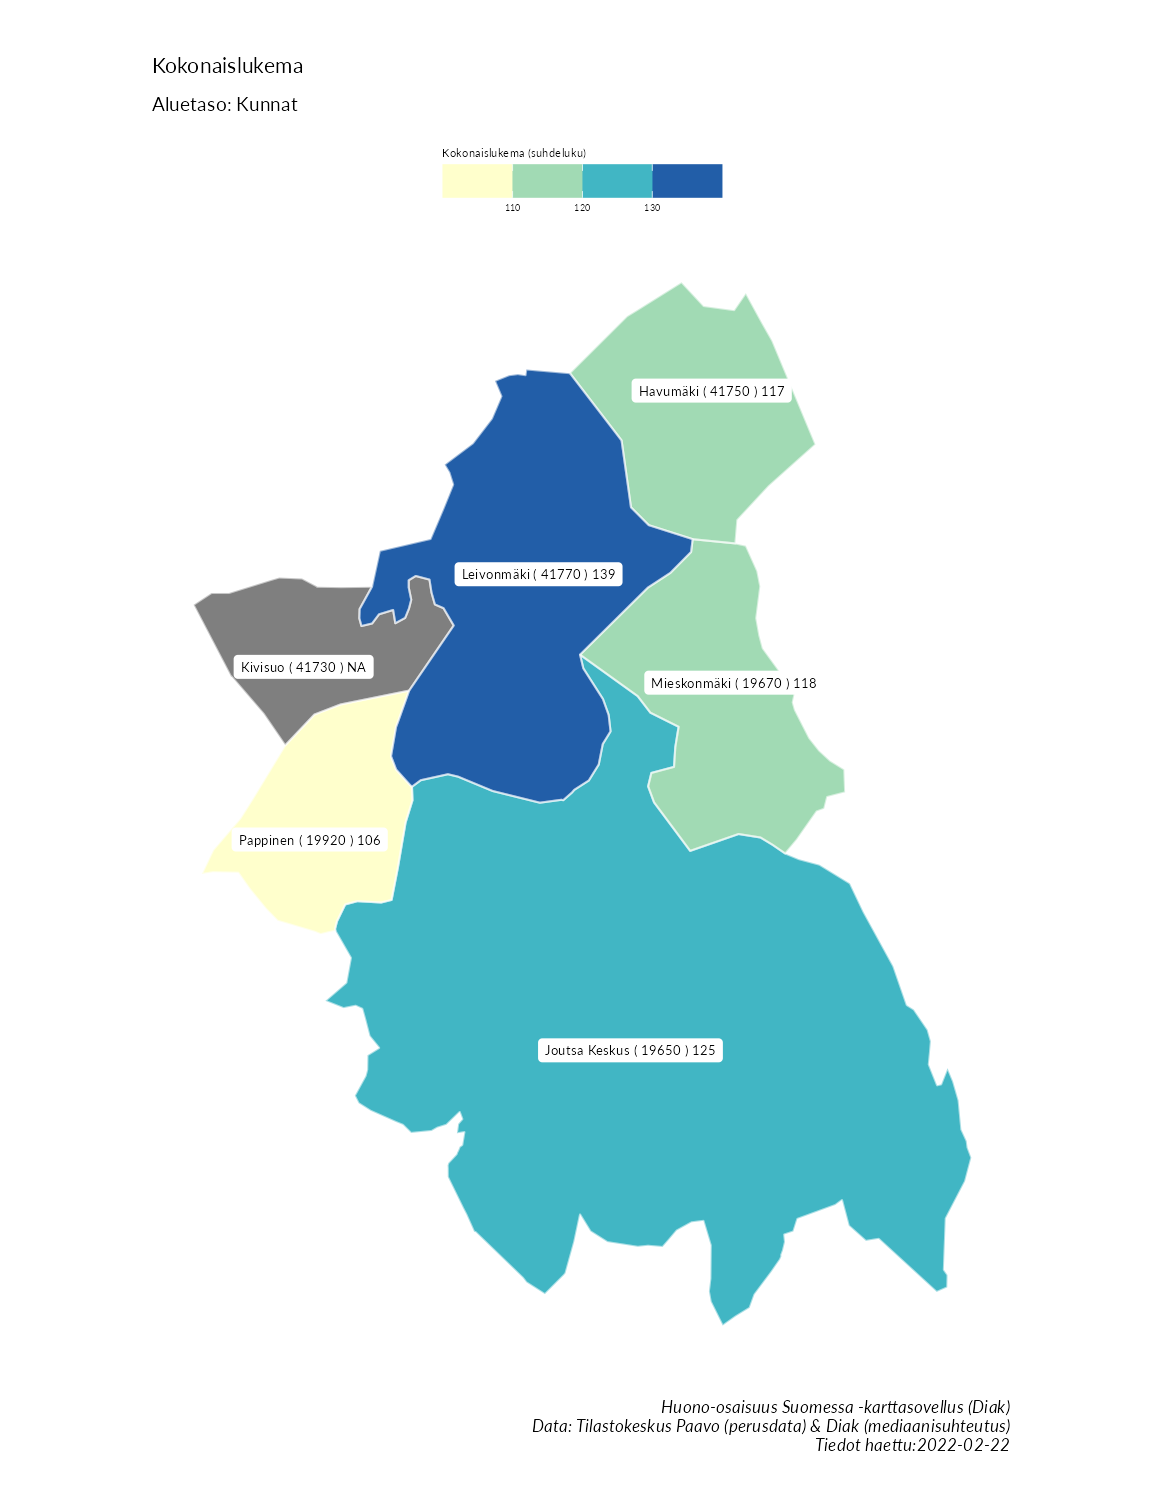 Kokonaislukema
Aluetaso: Kunnat
Kokonaislukema (suhdeluku)
110 120 130
Havumäki ( 41750 ) 117
Leivonmäki ( 41770 ) 139
Kivisuo ( 41730 ) NA
Mieskonmäki ( 19670 ) 118
Pappinen ( 19920 ) 106
Joutsa Keskus ( 19650 ) 125
Huono-osaisuus Suomessa -karttasovellus (Diak)
Data: Tilastokeskus Paavo (perusdata) & Diak (mediaanisuhteutus)
Tiedot haettu:2022-02-22